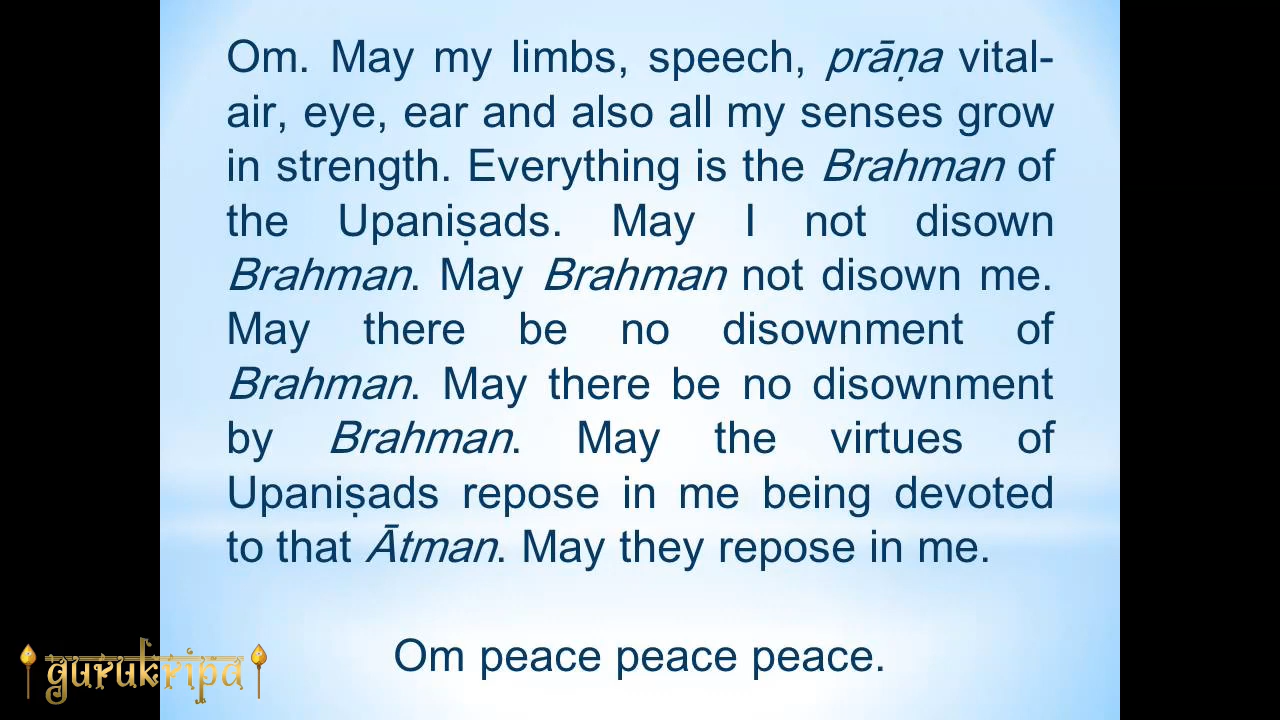 Om. May my limbs, speech, prāṇa vital-
air, eye, ear and also all my senses grow
in strength. Everything is the Brahman of
the Upaniṣads. May I not disown
Brahman. May Brahman not disown me.
May there be no disownment of
Brahman. May there be no disownment
by Brahman. May the virtues of
Upaniṣads repose in me being devoted
to that Ātman. May they repose in me.
Om peace peace peace.
gurukripa